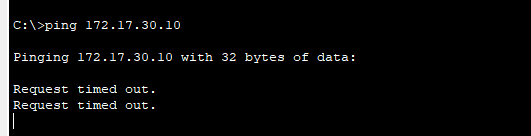 C:\>ping 172.17.30.10
Pinging 172.17.30.10 with 32 bytes of data:
Request timed out.
Request timed out.